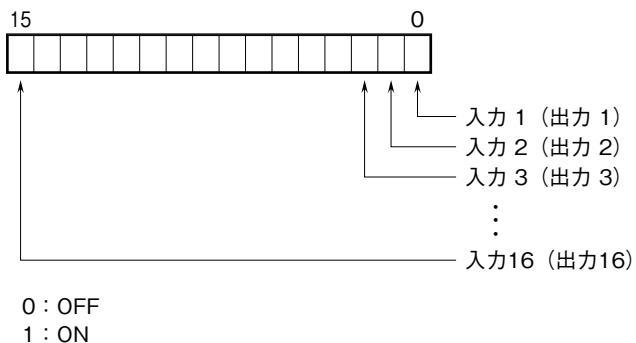 15 0
入力 1（出力 1）
入力 2（出力 2）
入力 3（出力 3）
⋮
入力16（出力16）
0：OFF
1：ON